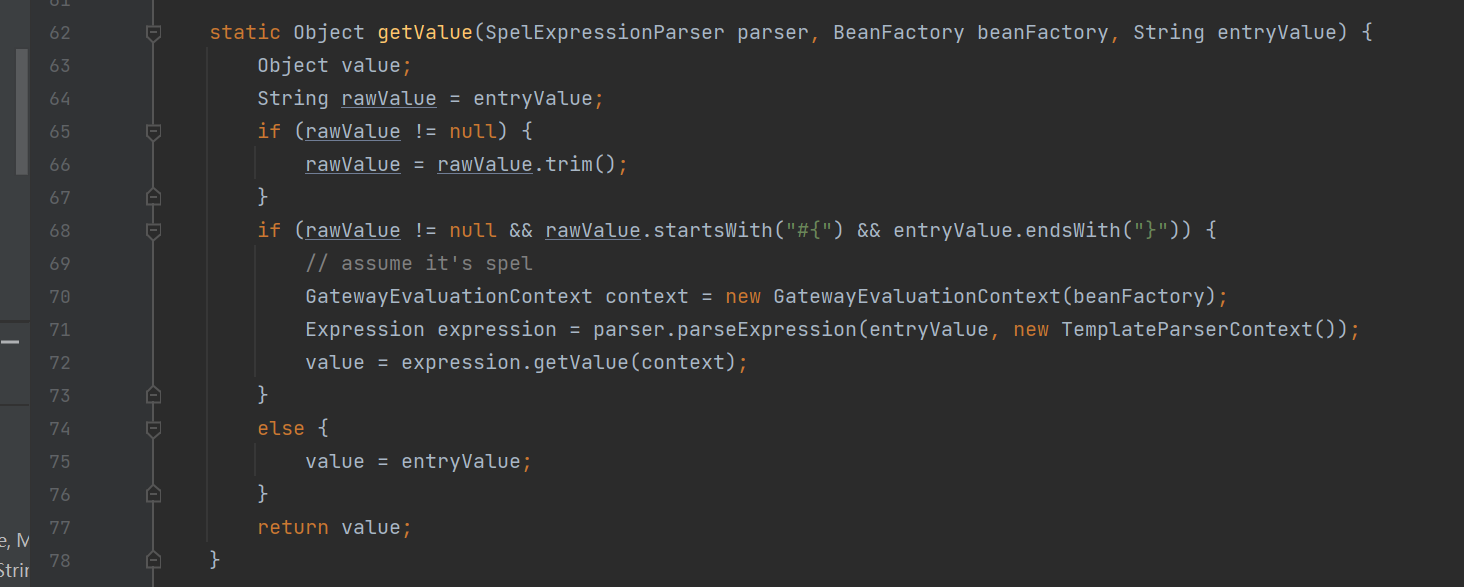 61
62 static Object getValue(SpelExpressionParser parser, BeanFactory beanFactory, String entryValue) {
63 Object value;
64 String rawValue = entryValue;
65 if (rawValue != null) {
66 rawValue = rawValue.trim();
67 }
68 if (rawValue != null && rawValue.startsWith("#{") && entryValue.endsWith("}")) {
69 // assume it's spel
70 GatewayEvaluationContext context = new GatewayEvaluationContext(beanFactory);
71 Expression expression = parser.parseExpression(entryValue, new TemplateParserContext());
72 value = expression.getValue(context);
73 }
74 else {
75 value = entryValue;
76 }
77 return value;
78 }
e, M